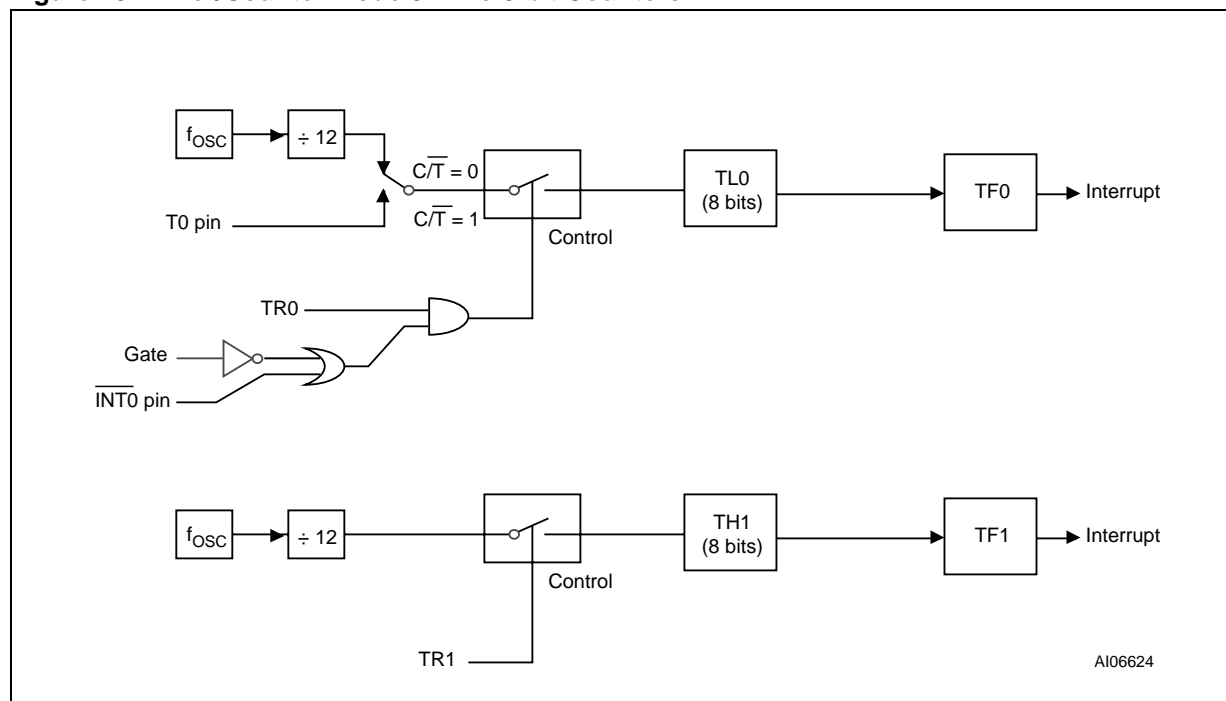 f_OSC
÷ 12
C/T̅ = 0
T0 pin
C/T̅ = 1
Control
TL0
(8 bits)
TF0
Interrupt
TR0
Gate
I̅N̅T̅0̅ pin
f_OSC
÷ 12
Control
TH1
(8 bits)
TF1
Interrupt
TR1
AI06624